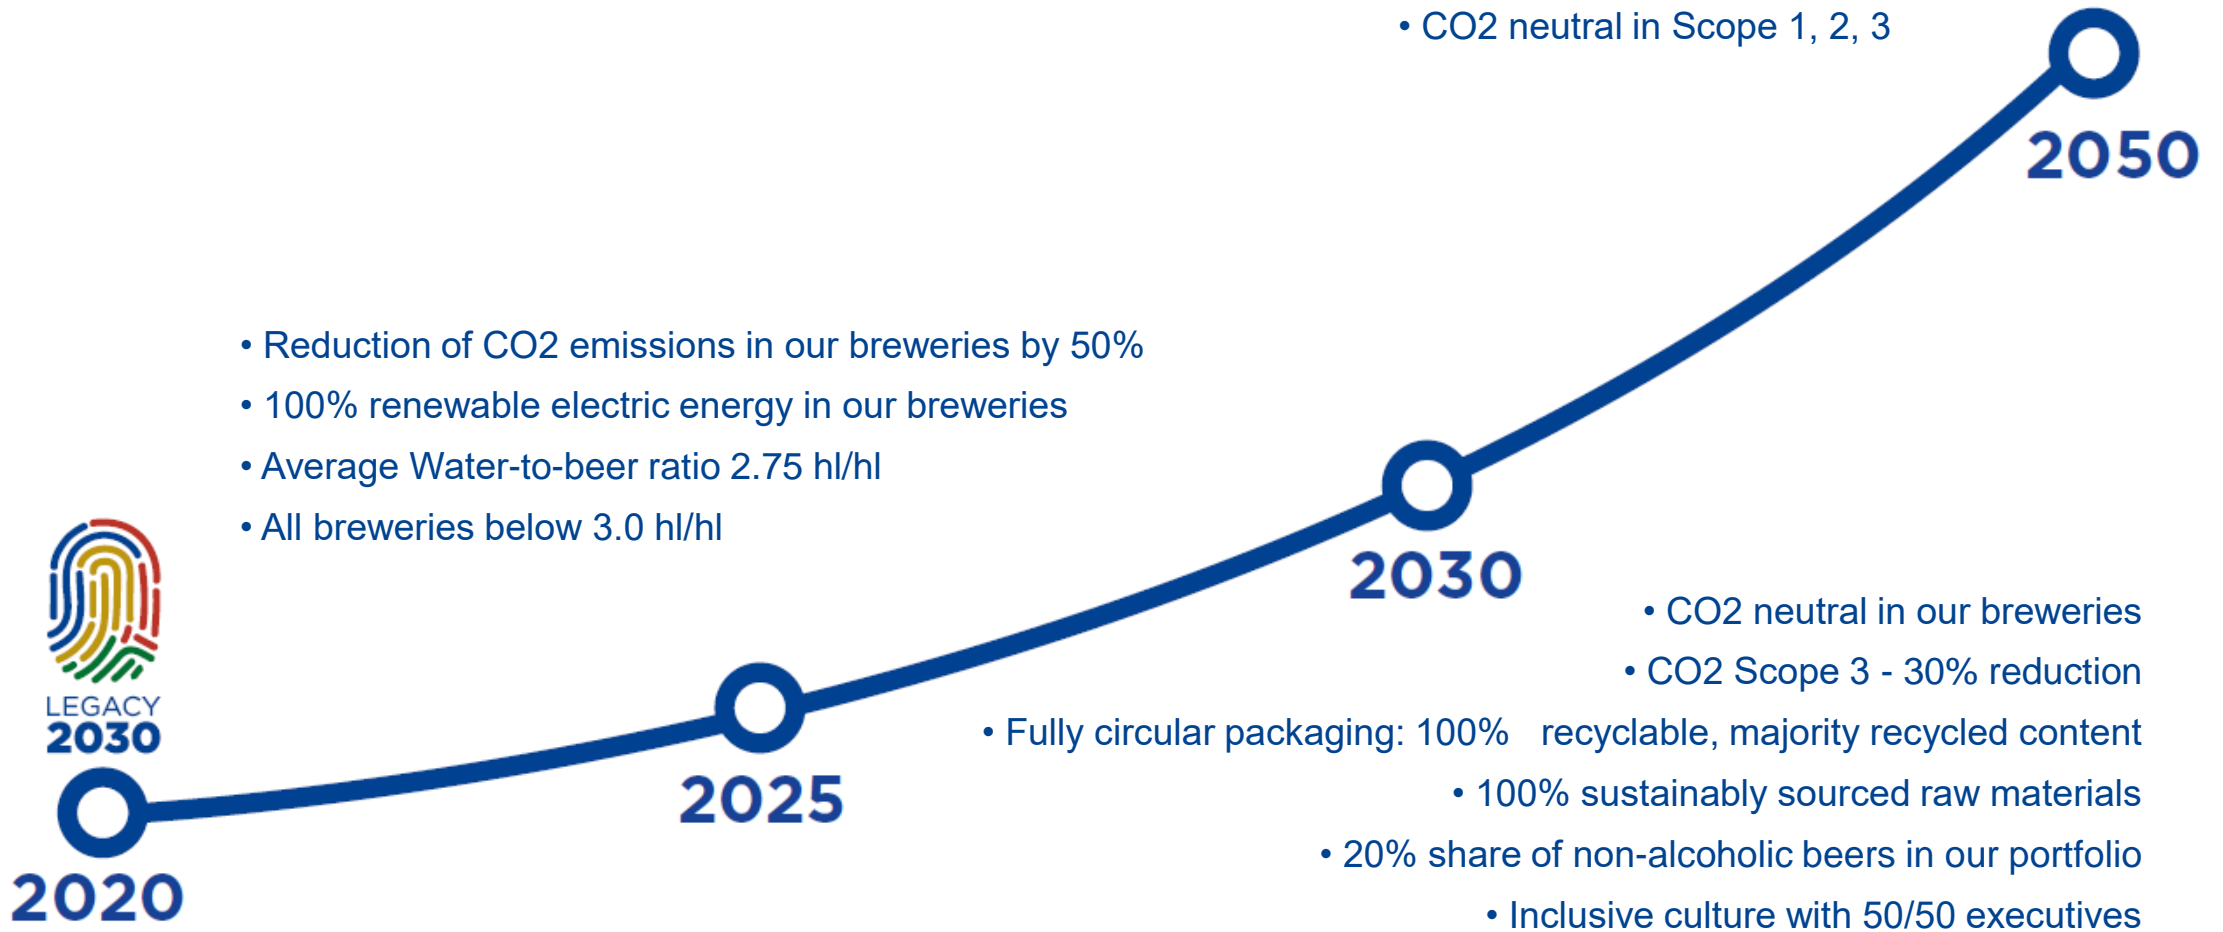 • CO2 neutral in Scope 1, 2, 3
2050
• Reduction of CO2 emissions in our breweries by 50%
• 100% renewable electric energy in our breweries
• Average Water-to-beer ratio 2.75 hl/hl
• All breweries below 3.0 hl/hl
2030
• CO2 neutral in our breweries
• CO2 Scope 3 - 30% reduction
• Fully circular packaging: 100% recyclable, majority recycled content
• 100% sustainably sourced raw materials
• 20% share of non-alcoholic beers in our portfolio
• Inclusive culture with 50/50 executives
LEGACY
2030
2025
2020